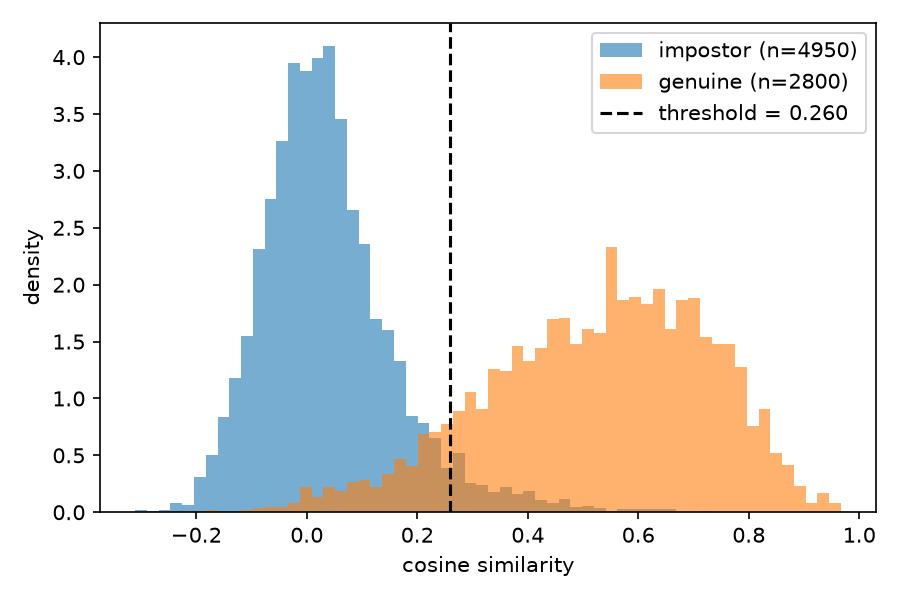 4.0
3.5
3.0
2.5
2.0
1.5
1.0
0.5
0.0
density
impostor (n=4950)
genuine (n=2800)
threshold = 0.260
−0.2 0.0 0.2 0.4 0.6 0.8 1.0
cosine similarity